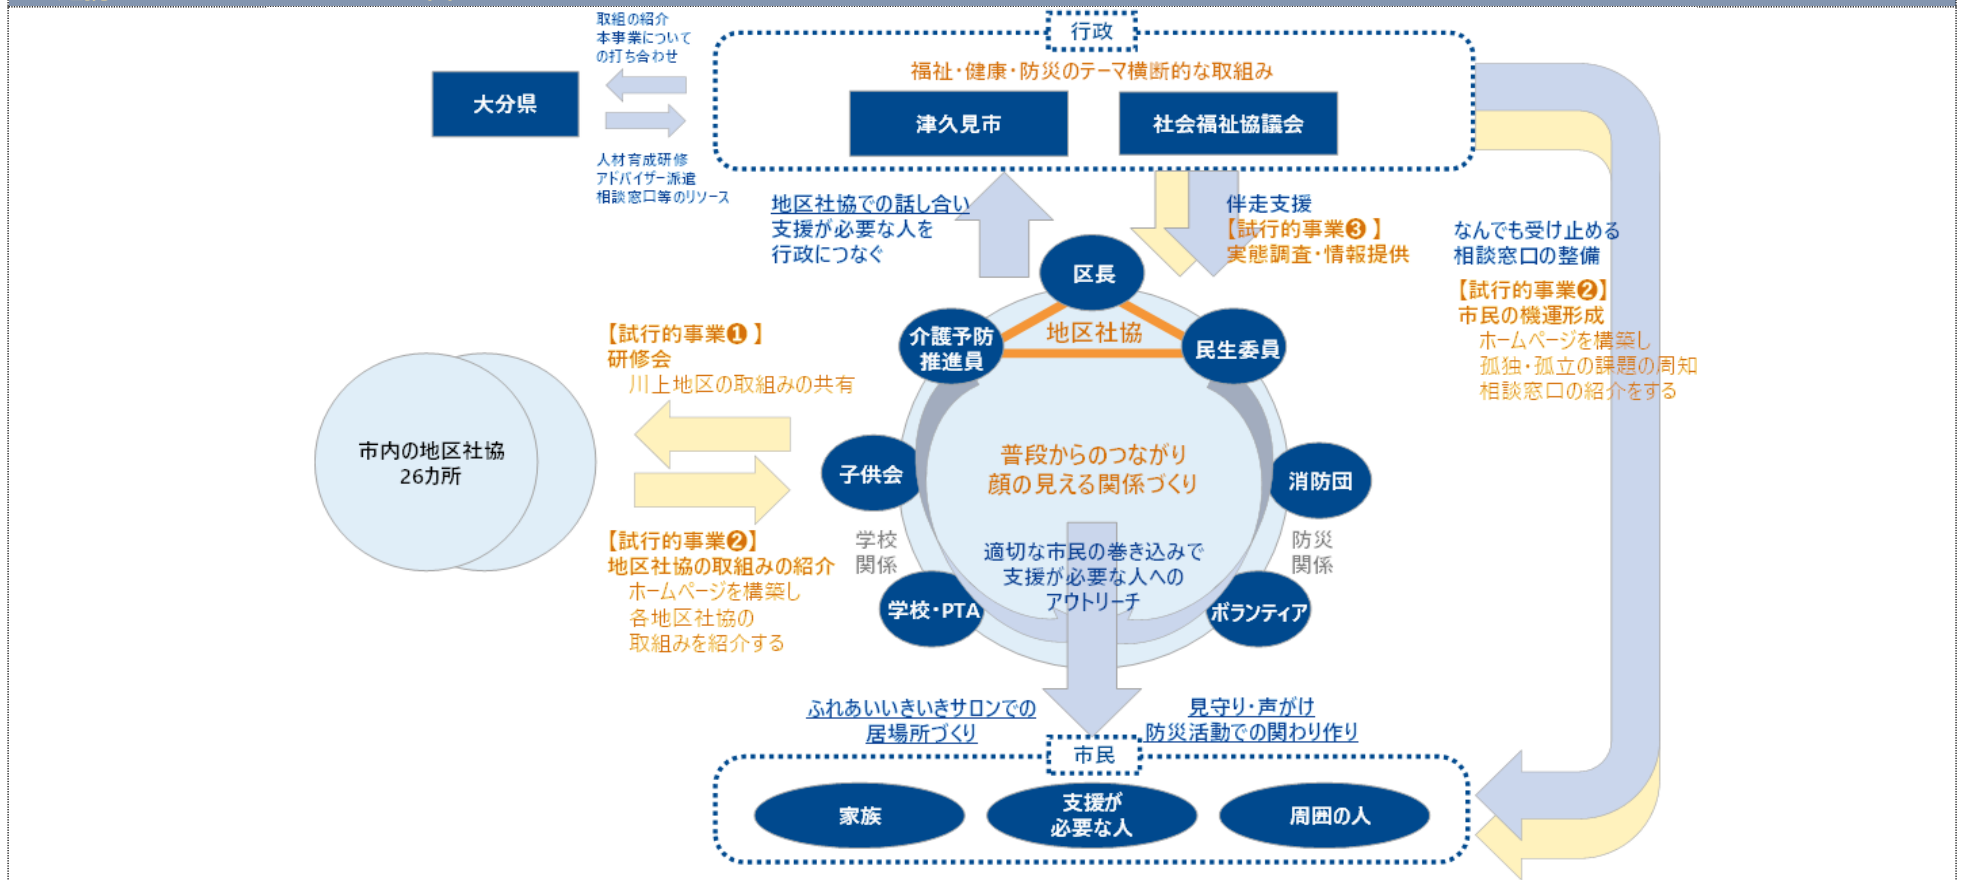 取組の紹介
本事業について
の打ち合わせ
大分県
人材育成研修
アドバイザー派遣
相談窓口等のリソース
行政
福祉・健康・防災のテーマ横断的な取組み
津久見市
社会福祉協議会
地区社協での話し合い
支援が必要な人を
行政につなぐ
伴走支援
【試行的事業❸】
実態調査・情報提供
なんでも受け止める
相談窓口の整備
【試行的事業❷】
市民の機運形成
ホームページを構築し
孤独・孤立の課題の周知
相談窓口の紹介をする
区長
地区社協
介護予防
推進員
民生委員
【試行的事業❶】
研修会
川上地区の取組みの共有
市内の地区社協
26カ所
【試行的事業❷】
地区社協の取組みの紹介
ホームページを構築し
各地区社協の
取組みを紹介する
子供会
学校
関係
学校・PTA
普段からのつながり
顔の見える関係づくり
適切な市民の巻き込みで
支援が必要な人への
アウトリーチ
消防団
防災
関係
ボランティア
ふれあいいきいきサロンでの
居場所づくり
見守り・声がけ
防災活動での関わり作り
市民
家族
支援が
必要な人
周囲の人